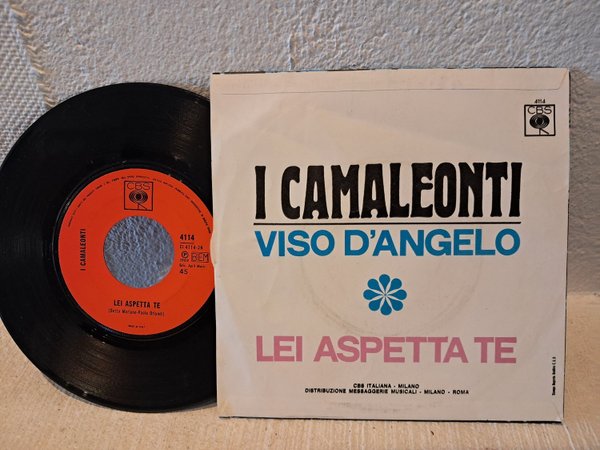 CBS
4114
I CAMALEONTI
45
BIEM
LEI ASPETTA TE
4114
CBS
I CAMALEONTI
VISO D'ANGELO
LEI ASPETTA TE
CBS ITALIANA - MILANO
DISTRIBUZIONE MESSAGGERIE MUSICALI - MILANO - ROMA